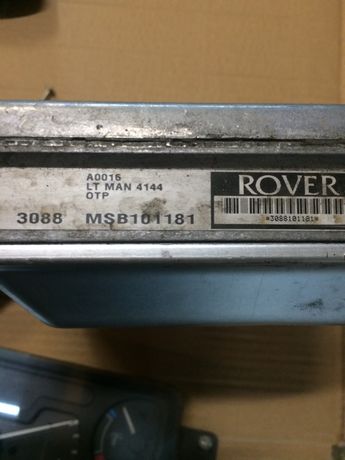 A0016
LT MAN 4144
OTP
3088 MSB101181
ROVER
*3088101181*